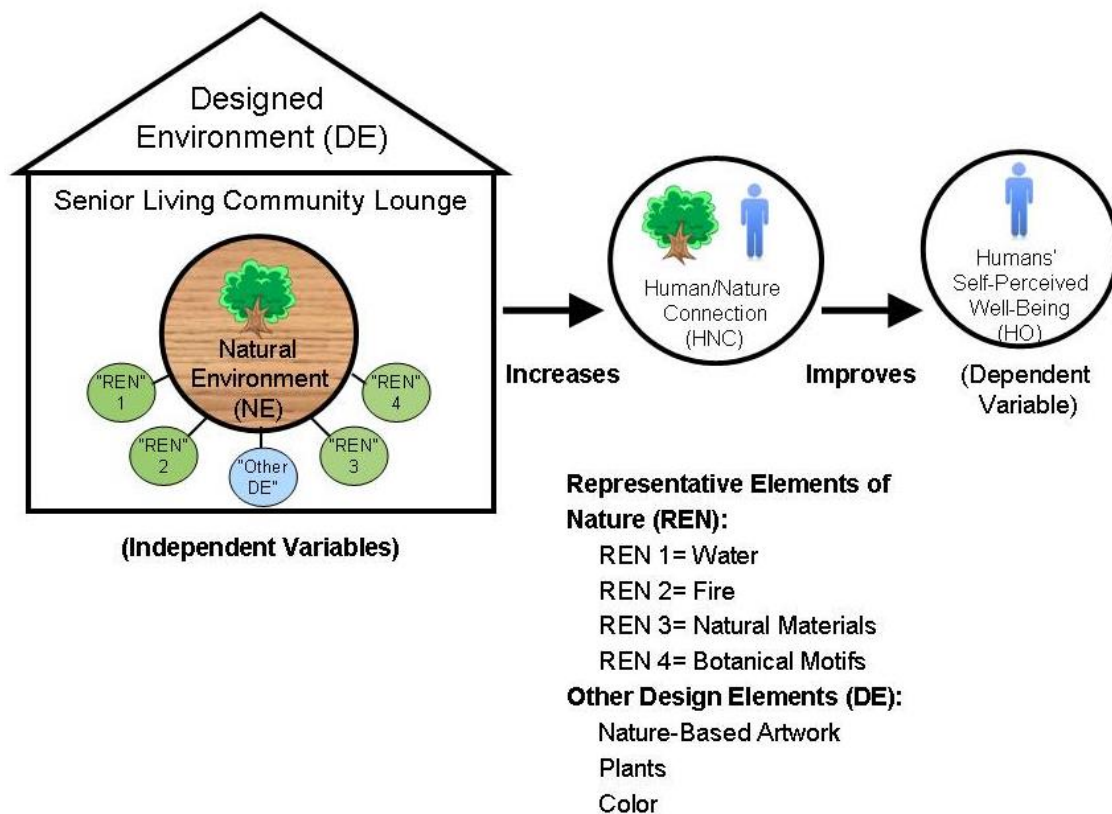 Designed
Environment (DE)
Senior Living Community Lounge
Natural
Environment
(NE)
"REN"
1
"REN"
2
"Other
DE"
"REN"
3
"REN"
4
(Independent Variables)
Increases
Human/Nature
Connection
(HNC)
Improves
Humans'
Self-Perceived
Well-Being
(HO)
(Dependent
Variable)
Representative Elements of
Nature (REN):
REN 1= Water
REN 2= Fire
REN 3= Natural Materials
REN 4= Botanical Motifs
Other Design Elements (DE):
Nature-Based Artwork
Plants
Color